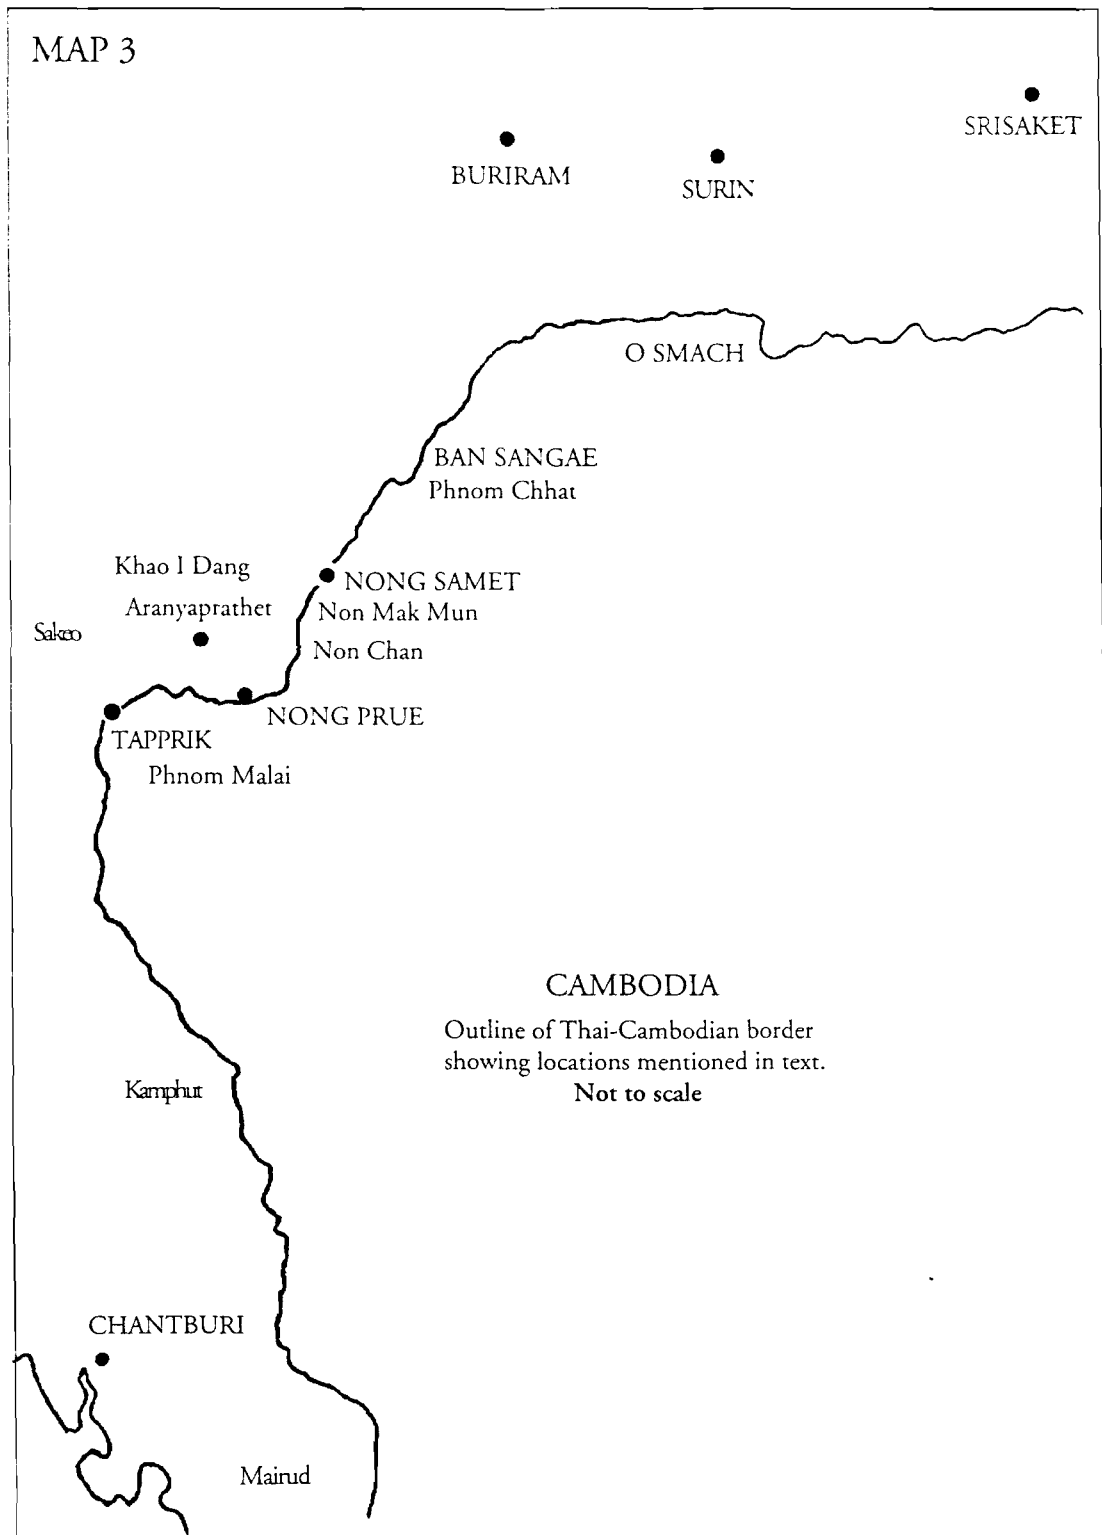 MAP 3
SRISAKET
BURIRAM
SURIN
O SMACH
BAN SANGAE
Phnom Chhat
Khao I Dang
NONG SAMET
Aranyaprathet
Non Mak Mun
Sakeo
Non Chan
NONG PRUE
TAPPRIK
Phnom Malai
CAMBODIA
Outline of Thai-Cambodian border
showing locations mentioned in text.
Not to scale
Kamphut
CHANTBURI
Mairud